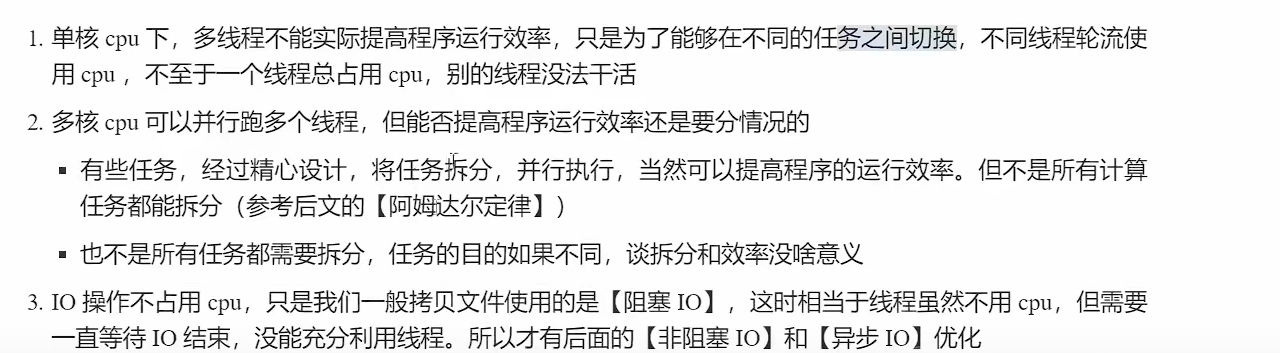 1. 单核 cpu 下，多线程不能实际提高程序运行效率，只是为了能够在不同的任务之间切换，不同线程轮流使
用 cpu ，不至于一个线程总占用 cpu，别的线程没法干活
2. 多核 cpu 可以并行跑多个线程，但能否提高程序运行效率还是要分情况的
▪ 有些任务，经过精心设计，将任务拆分，并行执行，当然可以提高程序的运行效率。但不是所有计算
任务都能拆分（参考后文的【阿姆达尔定律】）
▪ 也不是所有任务都需要拆分，任务的目的如果不同，谈拆分和效率没啥意义
3. IO 操作不占用 cpu，只是我们一般拷贝文件使用的是【阻塞 IO】，这时相当于线程虽然不用 cpu，但需要
一直等待 IO 结束，没能充分利用线程。所以才有后面的【非阻塞 IO】和【异步 IO】优化